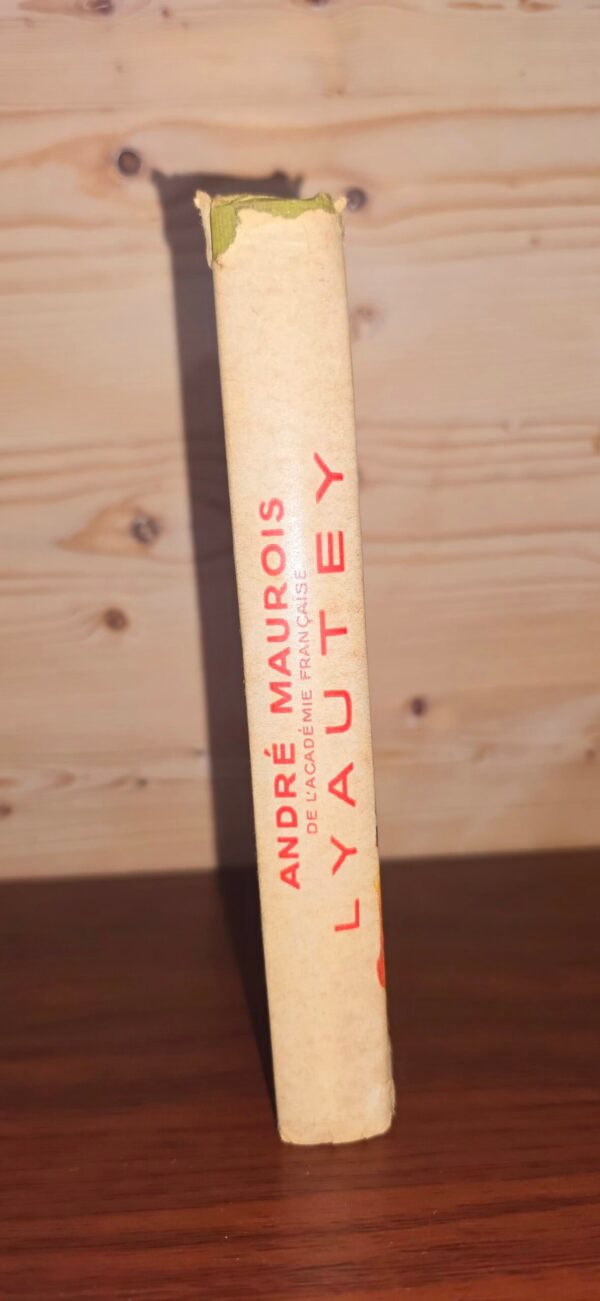 ANDRÉ MAUROIS
DE L'ACADÉMIE FRANÇAISE
LYAUTEY